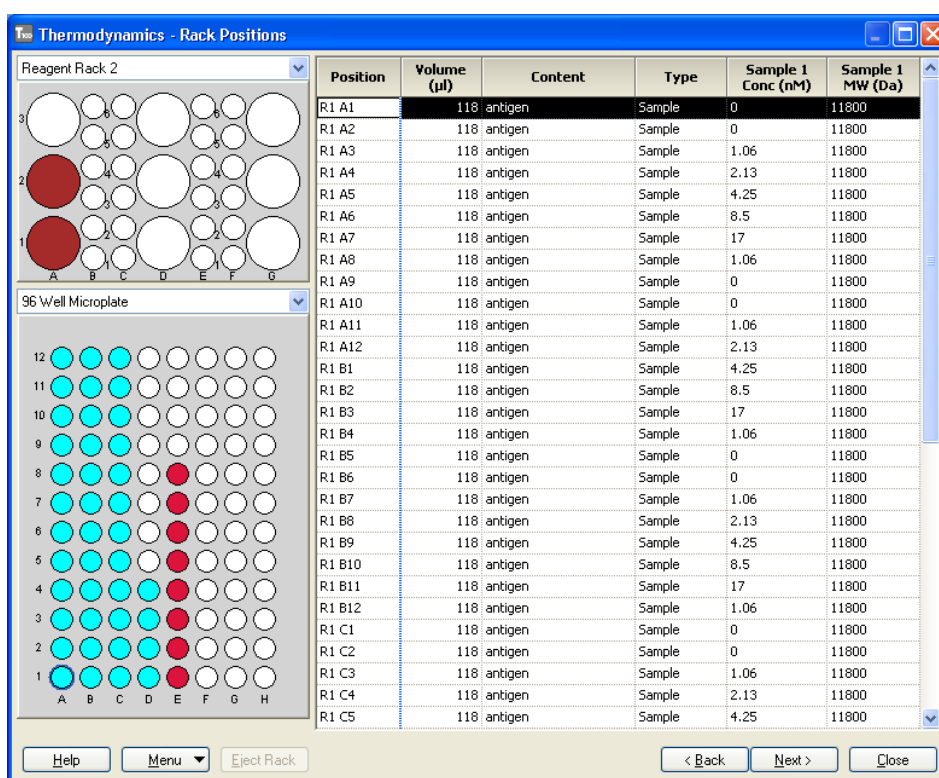 T100 Thermodynamics - Rack Positions
Reagent Rack 2
3 6 6
5 5
2 4 4
3 3
1 2 2
1 1
A B C D E F G
96 Well Microplate
12
11
10
9
8
7
6
5
4
3
2
1
A B C D E F G H
Position Volume (µl) Content Type Sample 1 Conc (nM) Sample 1 MW (Da)
R1 A1 118 antigen Sample 0 11800
R1 A2 118 antigen Sample 0 11800
R1 A3 118 antigen Sample 1.06 11800
R1 A4 118 antigen Sample 2.13 11800
R1 A5 118 antigen Sample 4.25 11800
R1 A6 118 antigen Sample 8.5 11800
R1 A7 118 antigen Sample 17 11800
R1 A8 118 antigen Sample 1.06 11800
R1 A9 118 antigen Sample 0 11800
R1 A10 118 antigen Sample 0 11800
R1 A11 118 antigen Sample 1.06 11800
R1 A12 118 antigen Sample 2.13 11800
R1 B1 118 antigen Sample 4.25 11800
R1 B2 118 antigen Sample 8.5 11800
R1 B3 118 antigen Sample 17 11800
R1 B4 118 antigen Sample 1.06 11800
R1 B5 118 antigen Sample 0 11800
R1 B6 118 antigen Sample 0 11800
R1 B7 118 antigen Sample 1.06 11800
R1 B8 118 antigen Sample 2.13 11800
R1 B9 118 antigen Sample 4.25 11800
R1 B10 118 antigen Sample 8.5 11800
R1 B11 118 antigen Sample 17 11800
R1 B12 118 antigen Sample 1.06 11800
R1 C1 118 antigen Sample 0 11800
R1 C2 118 antigen Sample 0 11800
R1 C3 118 antigen Sample 1.06 11800
R1 C4 118 antigen Sample 2.13 11800
R1 C5 118 antigen Sample 4.25 11800
Help Menu Eject Rack < Back Next > Close